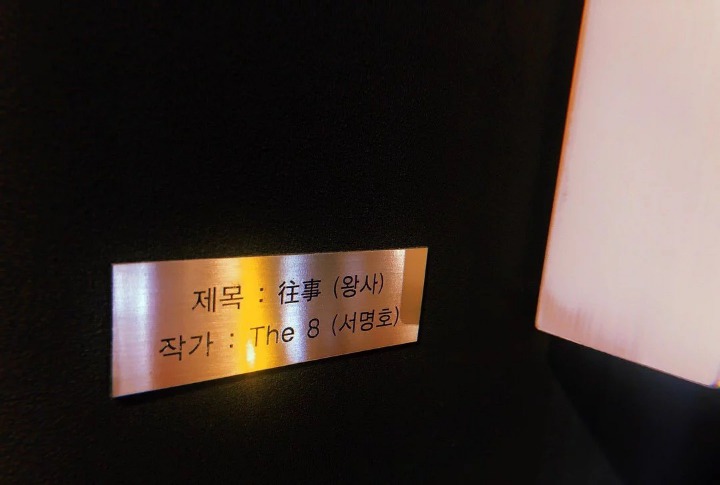 제목 : 往事 (왕사)
작가 : The 8 (서명호)